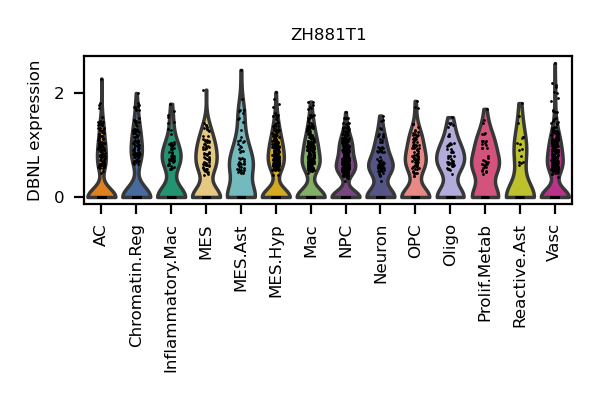 ZH881T1
DBNL expression
2
0
AC
Chromatin.Reg
Inflammatory.Mac
MES
MES.Ast
MES.Hyp
Mac
NPC
Neuron
OPC
Oligo
Prolif.Metab
Reactive.Ast
Vasc